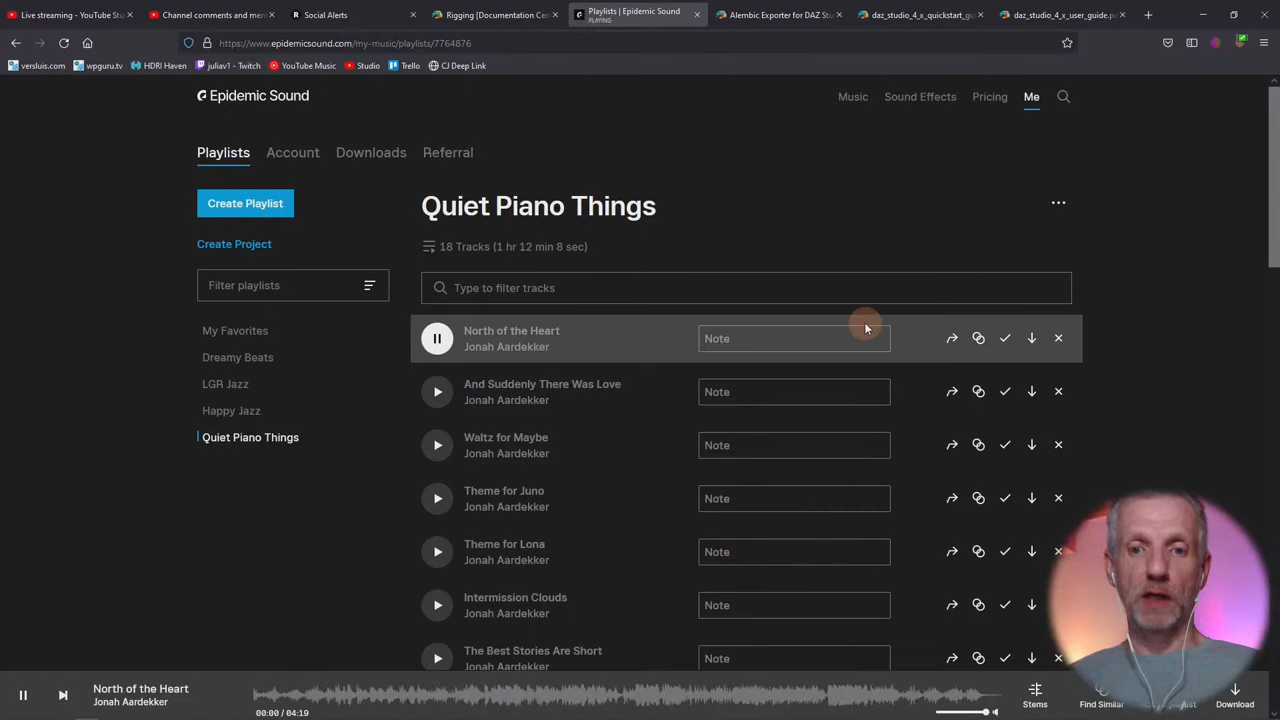 Live streaming - YouTube Stu
Channel comments and menti
Social Alerts
Rigging [Documentation Cen
Playlists | Epidemic Sound
PLAYING
Alembic Exporter for DAZ Stu
daz_studio_4_x_quickstart_gu
daz_studio_4_x_user_guide.p
https://www.epidemicsound.com/my-music/playlists/7764876
versluis.com
wpguru.tv
HDRI Haven
juliav1 - Twitch
YouTube Music
Studio
Trello
CJ Deep Link
Epidemic Sound
Music
Sound Effects
Pricing
Me
Playlists
Account
Downloads
Referral
Create Playlist
Create Project
Filter playlists
My Favorites
Dreamy Beats
LGR Jazz
Happy Jazz
Quiet Piano Things
Quiet Piano Things
18 Tracks (1 hr 12 min 8 sec)
Type to filter tracks
North of the Heart
Jonah Aardekker
Note
And Suddenly There Was Love
Jonah Aardekker
Note
Waltz for Maybe
Jonah Aardekker
Note
Theme for Juno
Jonah Aardekker
Note
Theme for Lona
Jonah Aardekker
Note
Intermission Clouds
Jonah Aardekker
Note
The Best Stories Are Short
Jonah Aardekker
Note
North of the Heart
Jonah Aardekker
00:00 / 04:19
Stems
Find Similar
Download